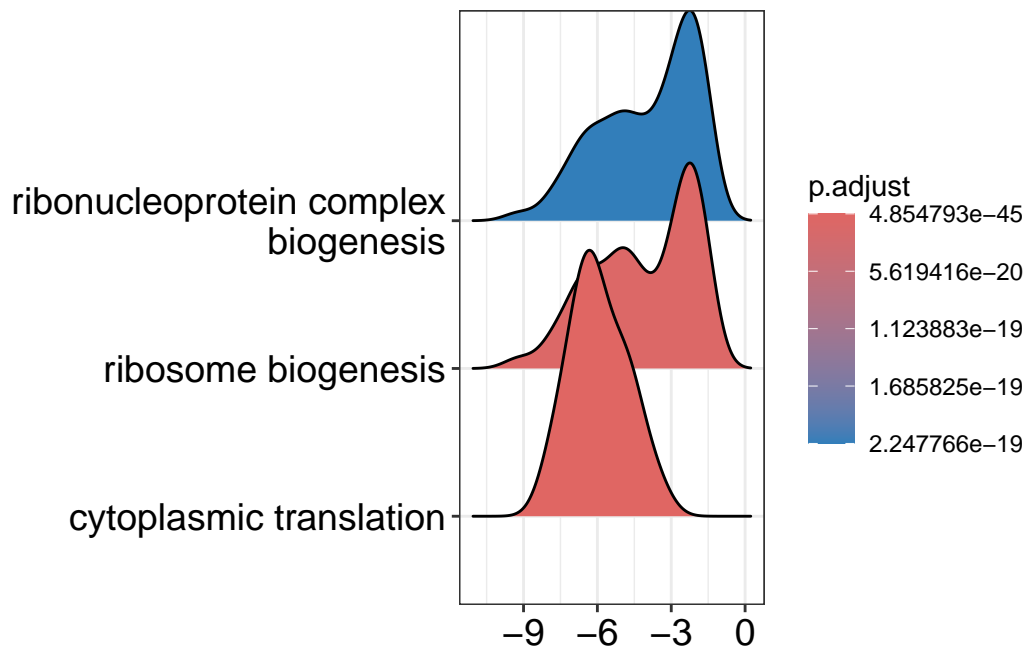 ribonucleoprotein complex
biogenesis
ribosome biogenesis
cytoplasmic translation
−9 −6 −3 0
p.adjust
4.854793e−45
5.619416e−20
1.123883e−19
1.685825e−19
2.247766e−19